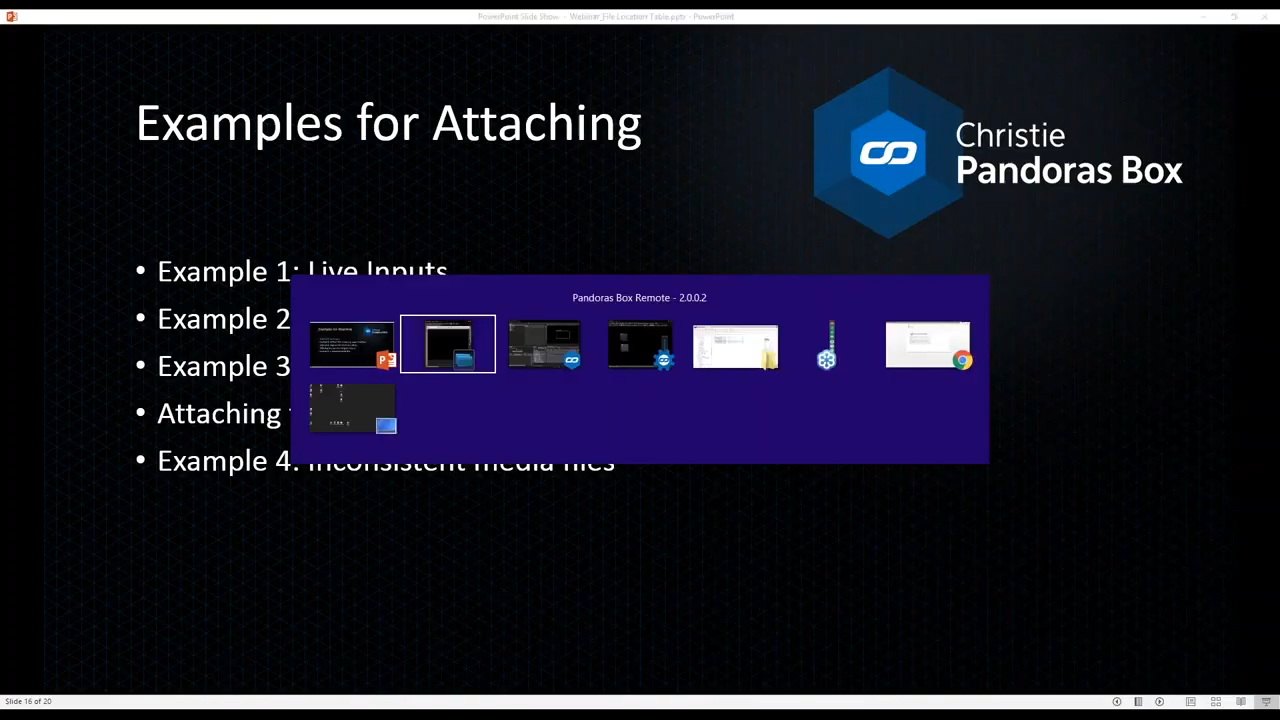 PowerPoint Slide Show - Webinar_File Location Table.pptx - PowerPoint
Examples for Attaching
Christie
Pandoras Box
• Example 1: Live Inputs
Pandoras Box Remote - 2.0.0.2
• Example 2
• Example 3
• Attaching
• Example 4: Inconsistent media files
Slide 16 of 20